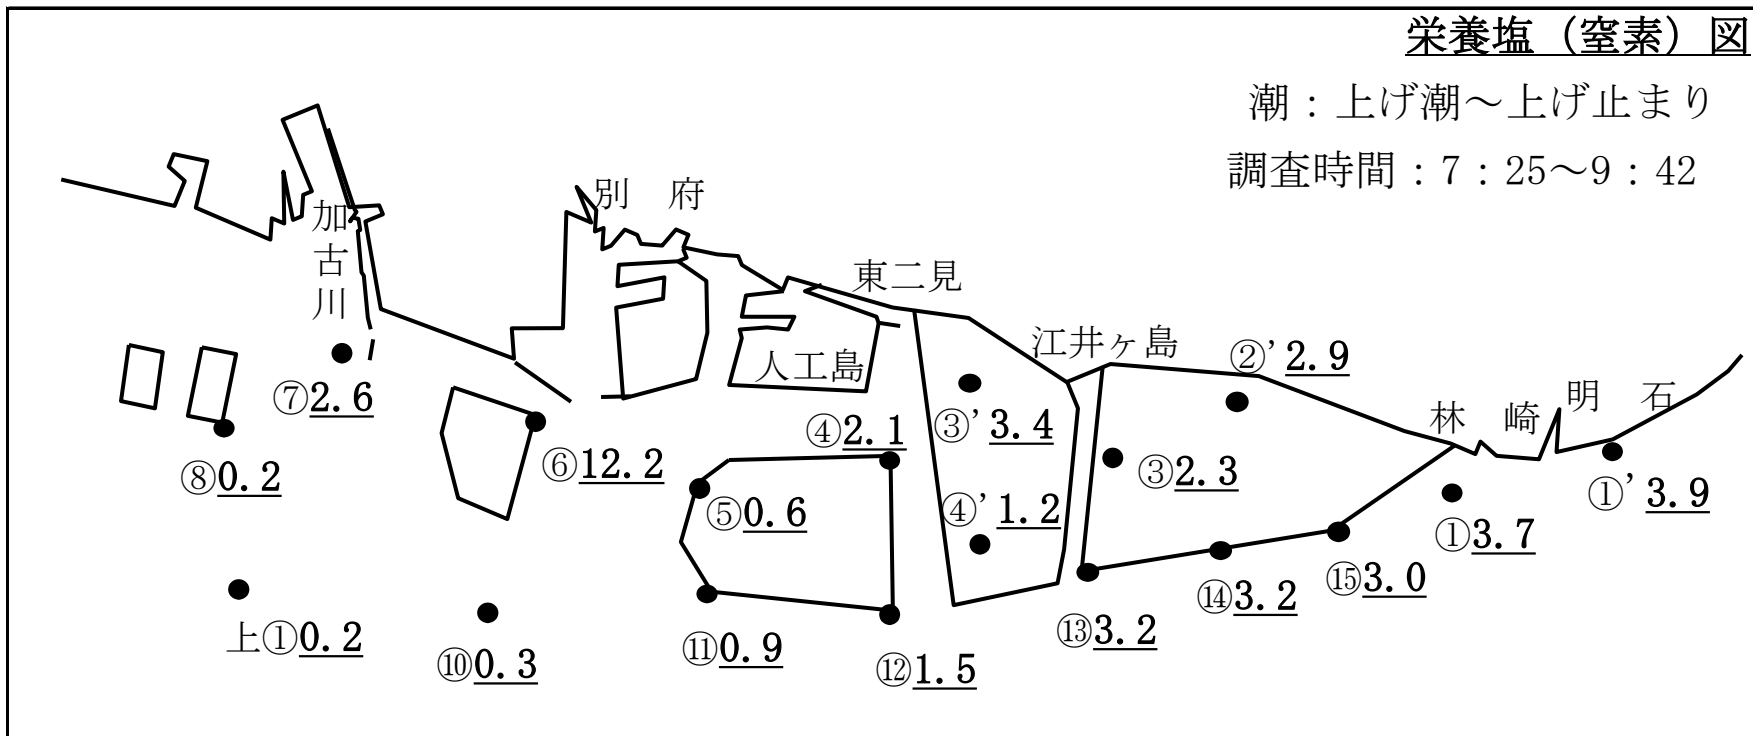 栄養塩（窒素）図
潮：上げ潮～上げ止まり
調査時間：7：25～9：42
別　府
加古川
東二見
江井ヶ島
②’2.9
人工島
林　崎
明　石
⑦2.6
④2.1
③’3.4
⑧0.2
⑥12.2
③2.3
①’3.9
⑤0.6
④’1.2
①3.7
⑮3.0
⑭3.2
⑬3.2
上①0.2
⑩0.3
⑪0.9
⑫1.5